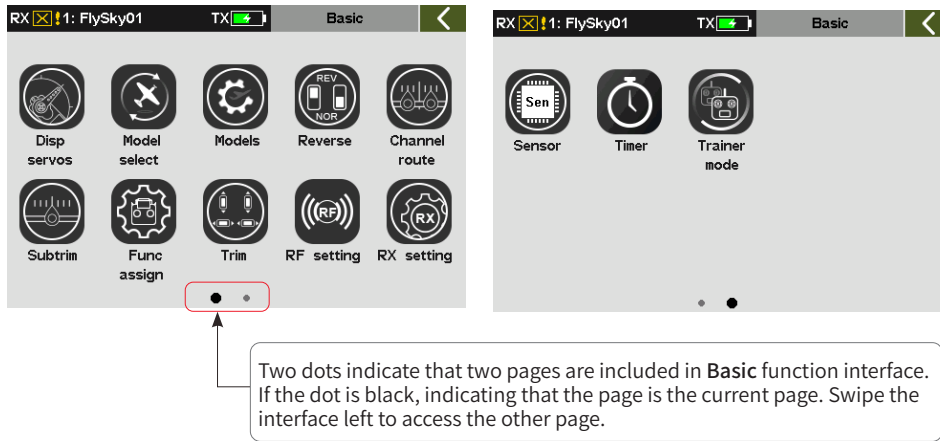 RX ! 1: FlySky01 TX Basic
REV
NOR
Disp servos Model select Models Reverse Channel route
RF RX
Subtrim Func assign Trim RF setting RX setting
RX ! 1: FlySky01 TX Basic
Sen
Sensor Timer Trainer mode
Two dots indicate that two pages are included in Basic function interface.
If the dot is black, indicating that the page is the current page. Swipe the
interface left to access the other page.